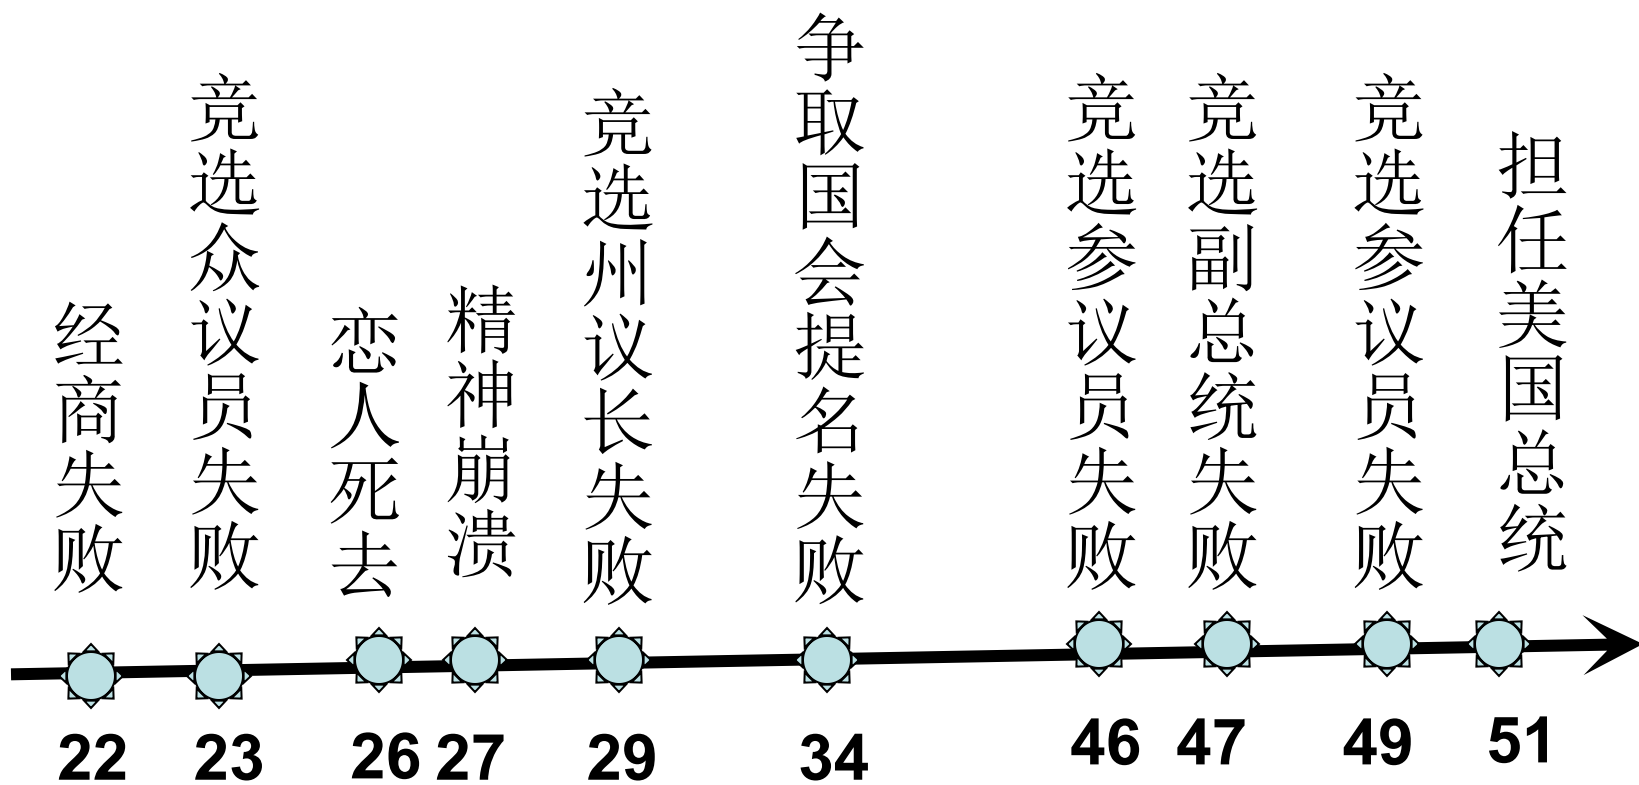 经商失败
竞选众议员失败
恋人死去
精神崩溃
竞选州议长失败
争取国会提名失败
竞选参议员失败
竞选副总统失败
竞选参议员失败
担任美国总统
22
23
26
27
29
34
46
47
49
51